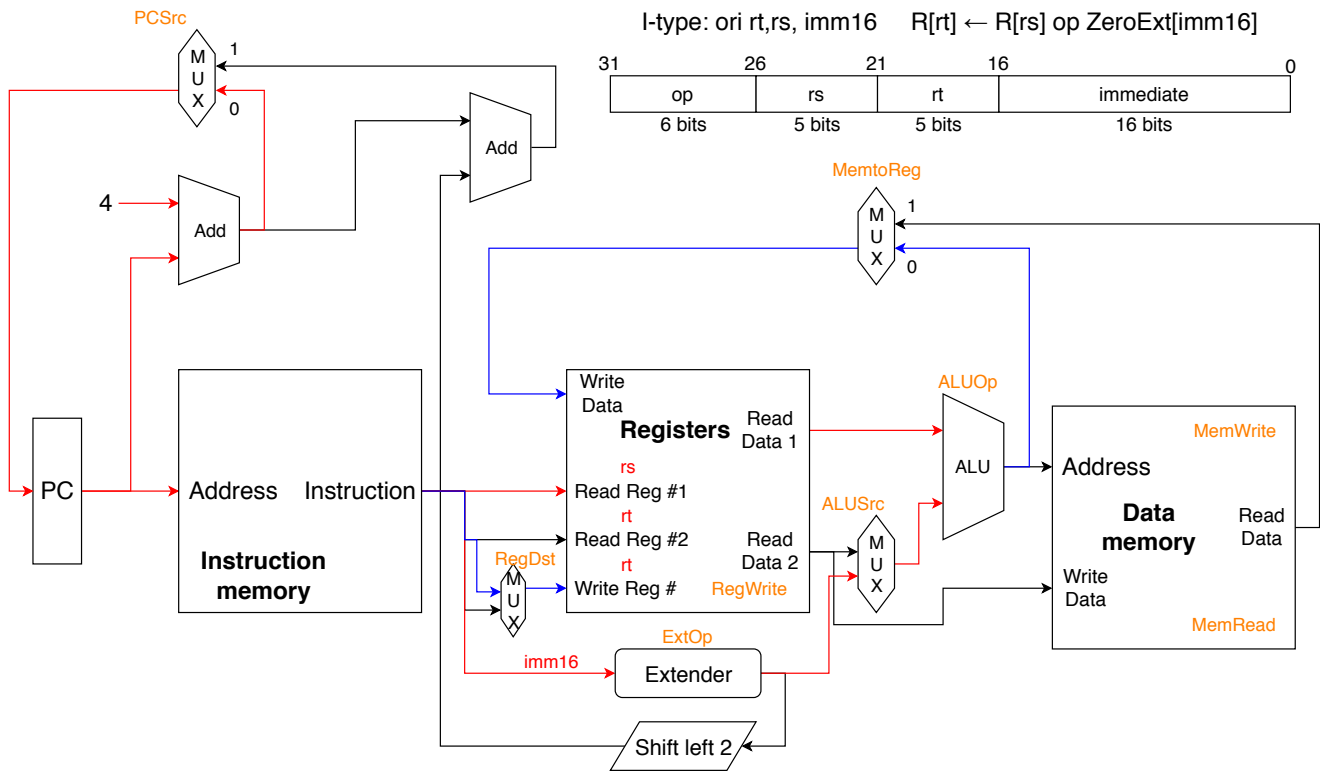 PCSrc
I-type: ori rt,rs, imm16 R[rt] ← R[rs] op ZeroExt[imm16]
31 26 21 16 0
op rs rt immediate
6 bits 5 bits 5 bits 16 bits
M
U
X
1
0
Add
4
Add
MemtoReg
M
U
X
1
0
PC
Address Instruction
Instruction
memory
Write
Data
Registers
Read
Data 1
rs
Read Reg #1
rt
Read Reg #2
rt
Write Reg #
Read
Data 2
RegWrite
RegDst
M
U
X
ALUOp
ALU
ALUSrc
M
U
X
MemWrite
Address
Data
memory
Read
Data
Write
Data
MemRead
imm16
ExtOp
Extender
Shift left 2